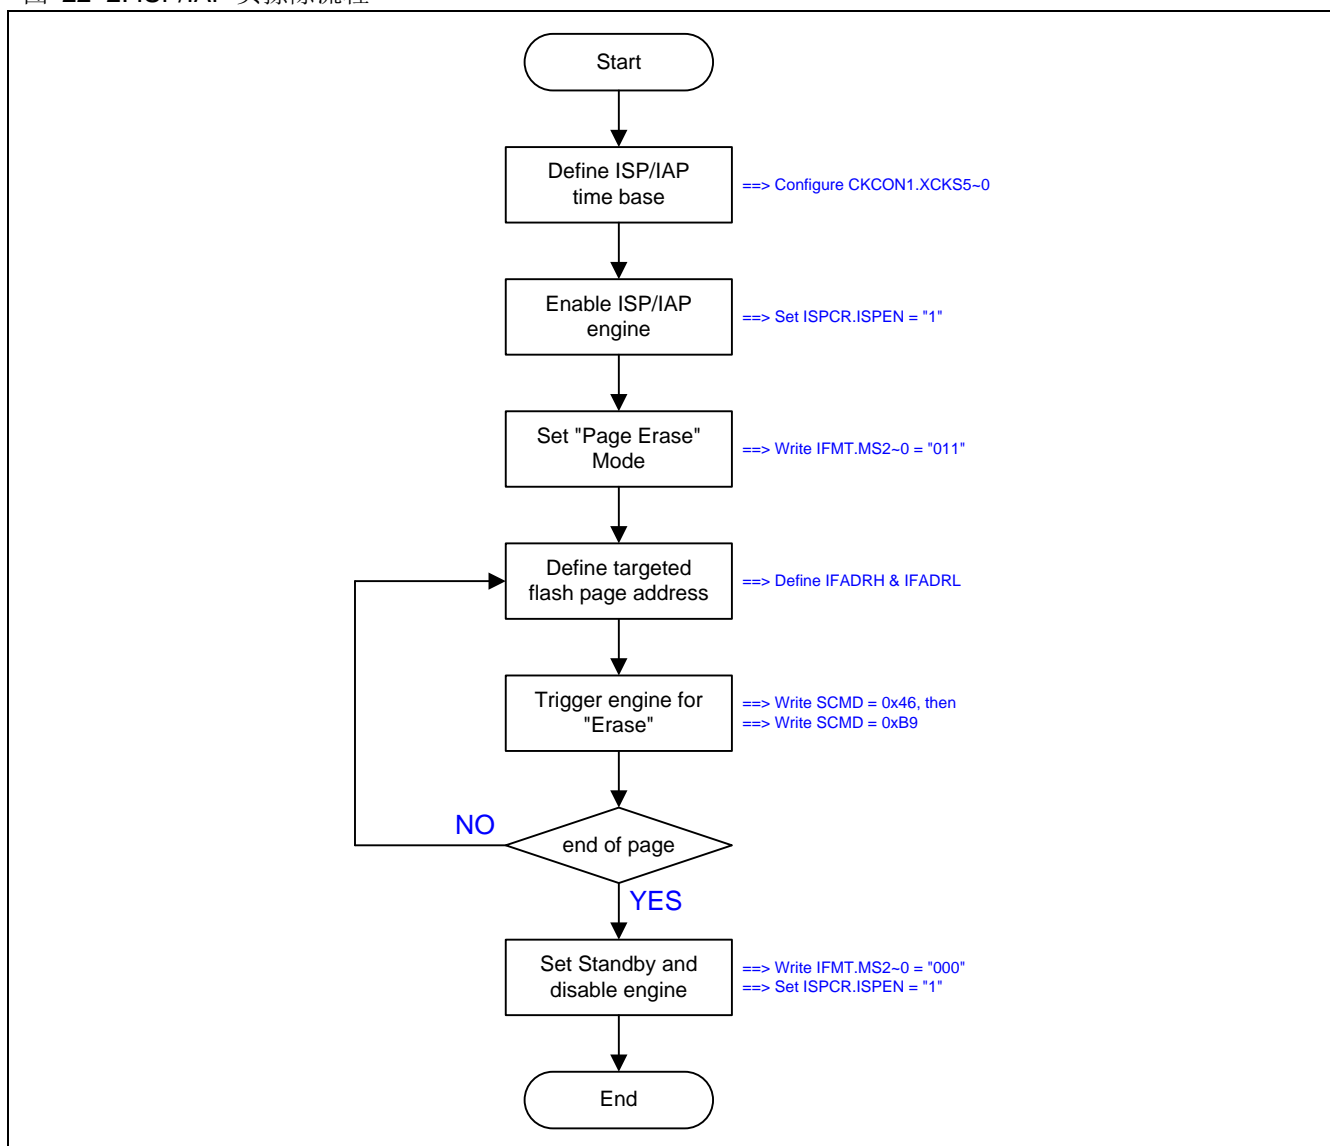 Start
Define ISP/IAP
time base
==> Configure CKCON1.XCKS5~0
Enable ISP/IAP
engine
==> Set ISPCR.ISPEN = "1"
Set "Page Erase"
Mode
==> Write IFMT.MS2~0 = "011"
Define targeted
flash page address
==> Define IFADRH & IFADRL
Trigger engine for
"Erase"
==> Write SCMD = 0x46, then
==> Write SCMD = 0xB9
end of page
NO
YES
Set Standby and
disable engine
==> Write IFMT.MS2~0 = "000"
==> Set ISPCR.ISPEN = "1"
End